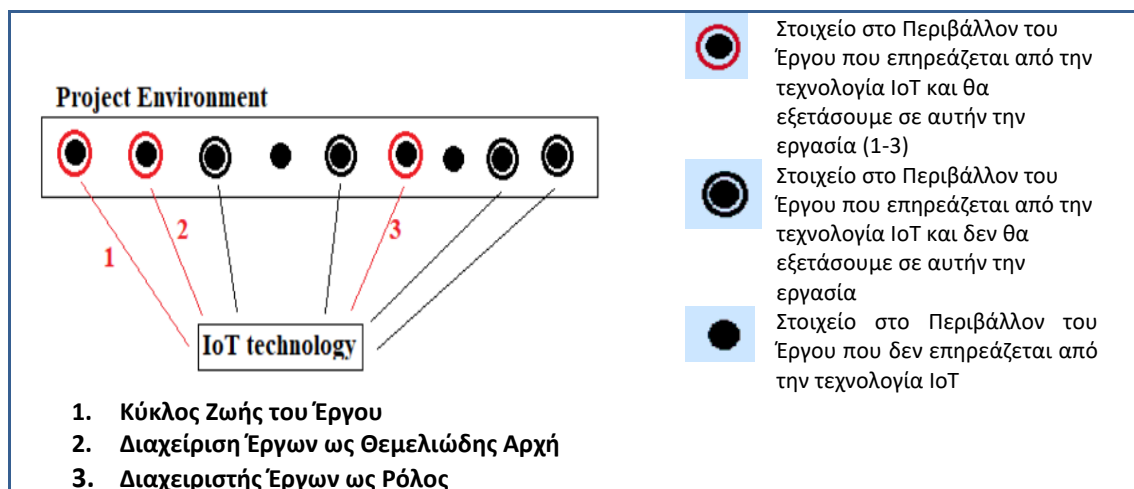 Project Environment
1
2
3
IoT technology
1. Κύκλος Ζωής του Έργου
2. Διαχείριση Έργων ως Θεμελιώδης Αρχή
3. Διαχειριστής Έργων ως Ρόλος
Στοιχείο στο Περιβάλλον του
Έργου που επηρεάζεται από την
τεχνολογία IoT και θα
εξετάσουμε σε αυτήν την
εργασία (1-3)
Στοιχείο στο Περιβάλλον του
Έργου που επηρεάζεται από την
τεχνολογία IoT και δεν θα
εξετάσουμε σε αυτήν την
εργασία
Στοιχείο στο Περιβάλλον του
Έργου που δεν επηρεάζεται από
την τεχνολογία IoT